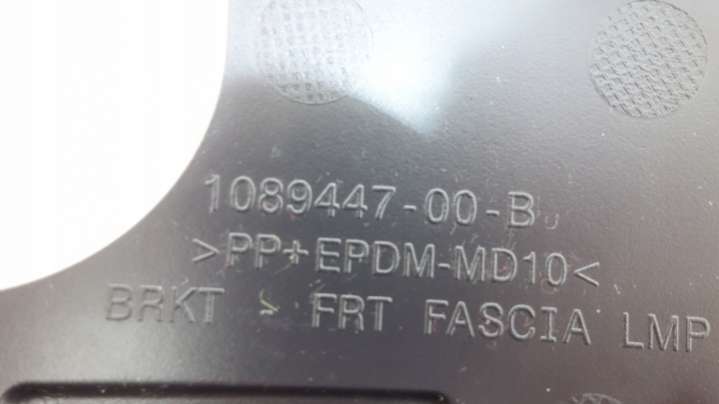 1089447-00-B
>PP+EPDM-MD10<
BRKT - FRT FASCIA LMP